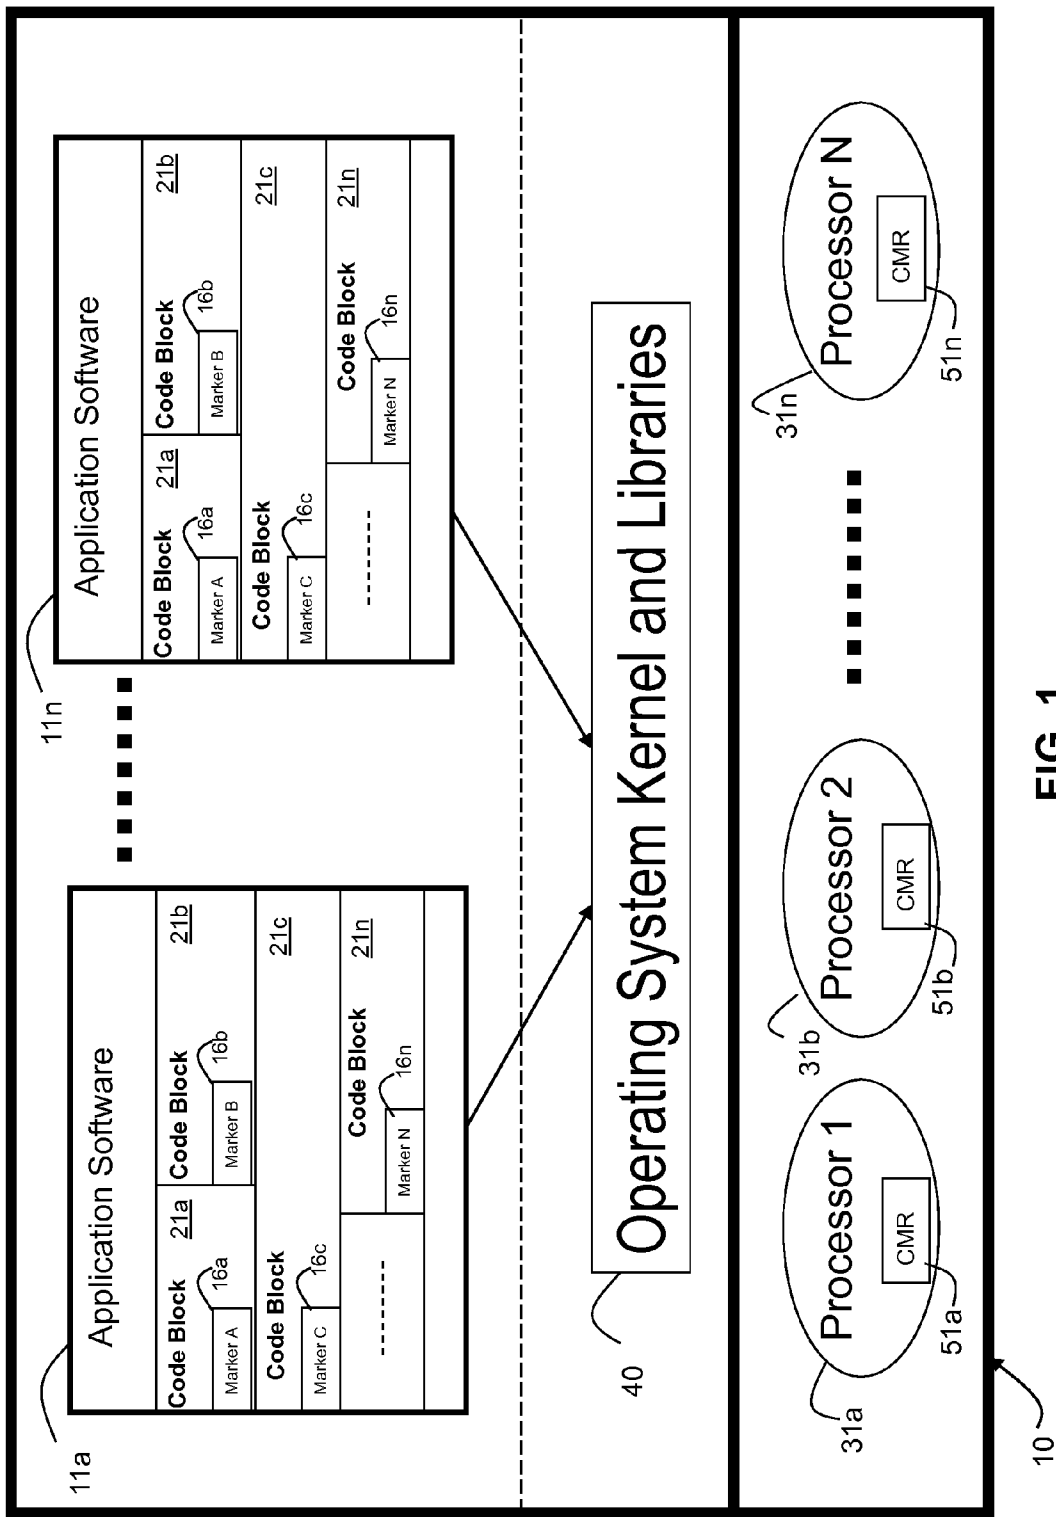 11a
Application Software
Code Block
21a
16a
Marker A
Code Block
21b
16b
Marker B
Code Block
21c
16c
Marker C
Code Block
21n
16n
Marker N
11n
Application Software
Code Block
21a
16a
Marker A
Code Block
21b
16b
Marker B
Code Block
21c
16c
Marker C
Code Block
21n
16n
Marker N
40
Operating System Kernel and Libraries
31a
Processor 1
CMR
51a
31b
Processor 2
CMR
51b
31n
Processor N
CMR
51n
10
FIG. 1